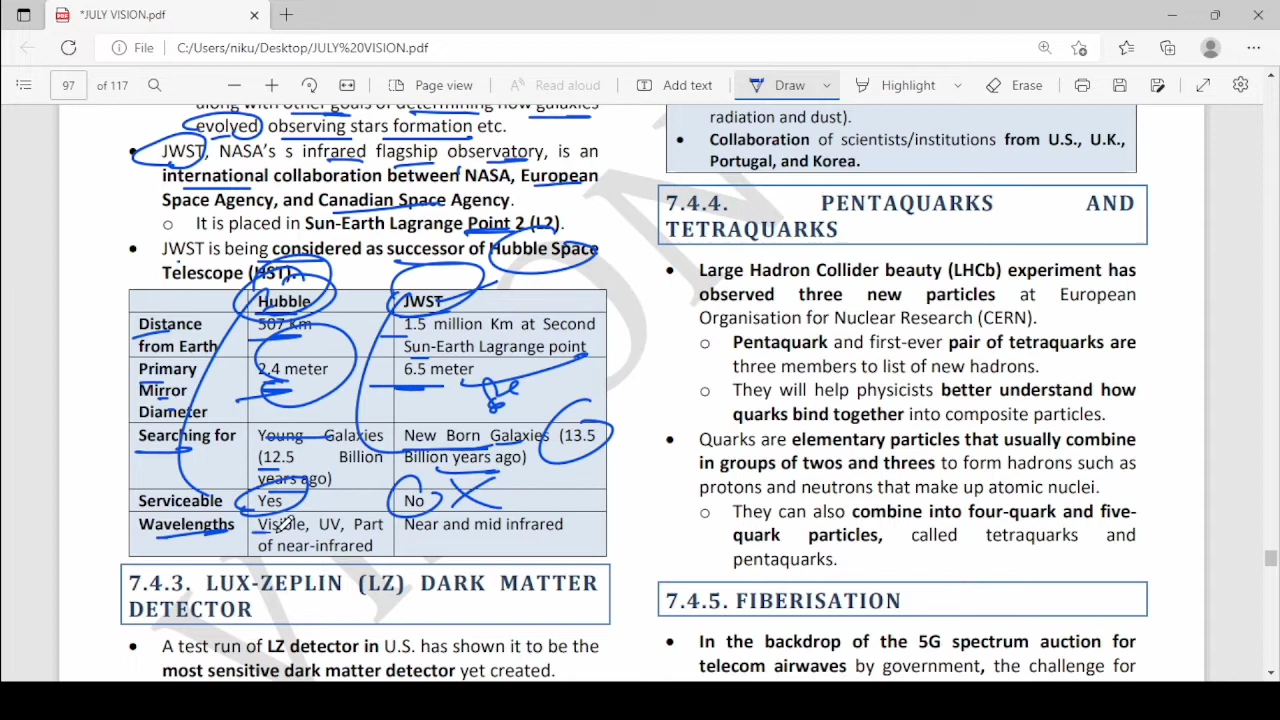 *JULY VISION.pdf
File
C:/Users/niku/Desktop/JULY%20VISION.pdf
97 of 117
Page view
Read aloud
Add text
Draw
Highlight
Erase
along with other goals of determining how galaxies
evolved, observing stars formation etc.
• JWST, NASA's s infrared flagship observatory, is an
international collaboration between NASA, European
Space Agency, and Canadian Space Agency.
o It is placed in Sun-Earth Lagrange Point 2 (L2).
• JWST is being considered as successor of Hubble Space
Telescope (HST).
Hubble JWST
Distance 507 Km 1.5 million Km at Second
from Earth Sun-Earth Lagrange point
Primary 2.4 meter 6.5 meter
Mirror
Diameter
Searching for Young Galaxies New Born Galaxies (13.5
(12.5 Billion Billion years ago)
years ago)
Serviceable Yes No
Wavelengths Visible, UV, Part Near and mid infrared
of near-infrared
7.4.3. LUX-ZEPLIN (LZ) DARK MATTER
DETECTOR
• A test run of LZ detector in U.S. has shown it to be the
most sensitive dark matter detector yet created.
radiation and dust).
• Collaboration of scientists/institutions from U.S., U.K.,
Portugal, and Korea.
7.4.4. PENTAQUARKS AND
TETRAQUARKS
• Large Hadron Collider beauty (LHCb) experiment has
observed three new particles at European
Organisation for Nuclear Research (CERN).
o Pentaquark and first-ever pair of tetraquarks are
three members to list of new hadrons.
o They will help physicists better understand how
quarks bind together into composite particles.
• Quarks are elementary particles that usually combine
in groups of twos and threes to form hadrons such as
protons and neutrons that make up atomic nuclei.
o They can also combine into four-quark and five-
quark particles, called tetraquarks and
pentaquarks.
7.4.5. FIBERISATION
• In the backdrop of the 5G spectrum auction for
telecom airwaves by government, the challenge for